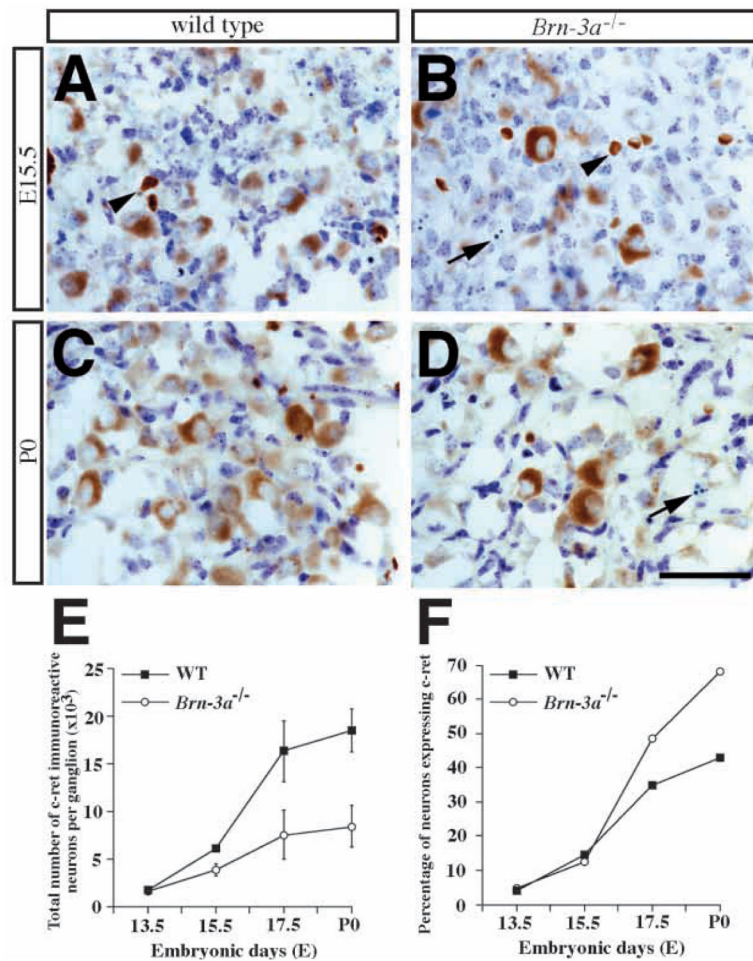 wild type
Brn-3a-/-
E15.5
A
B
P0
C
D
E
F
Total number of c-ret immunoreactive
neurons per ganglion (x10-3)
25
20
15
10
5
0
WT
Brn-3a-/-
13.5 15.5 17.5 P0
Embryonic days (E)
Percentage of neurons expressing c-ret
70
60
50
40
30
20
10
0
WT
Brn-3a-/-
13.5 15.5 17.5 P0
Embryonic days (E)